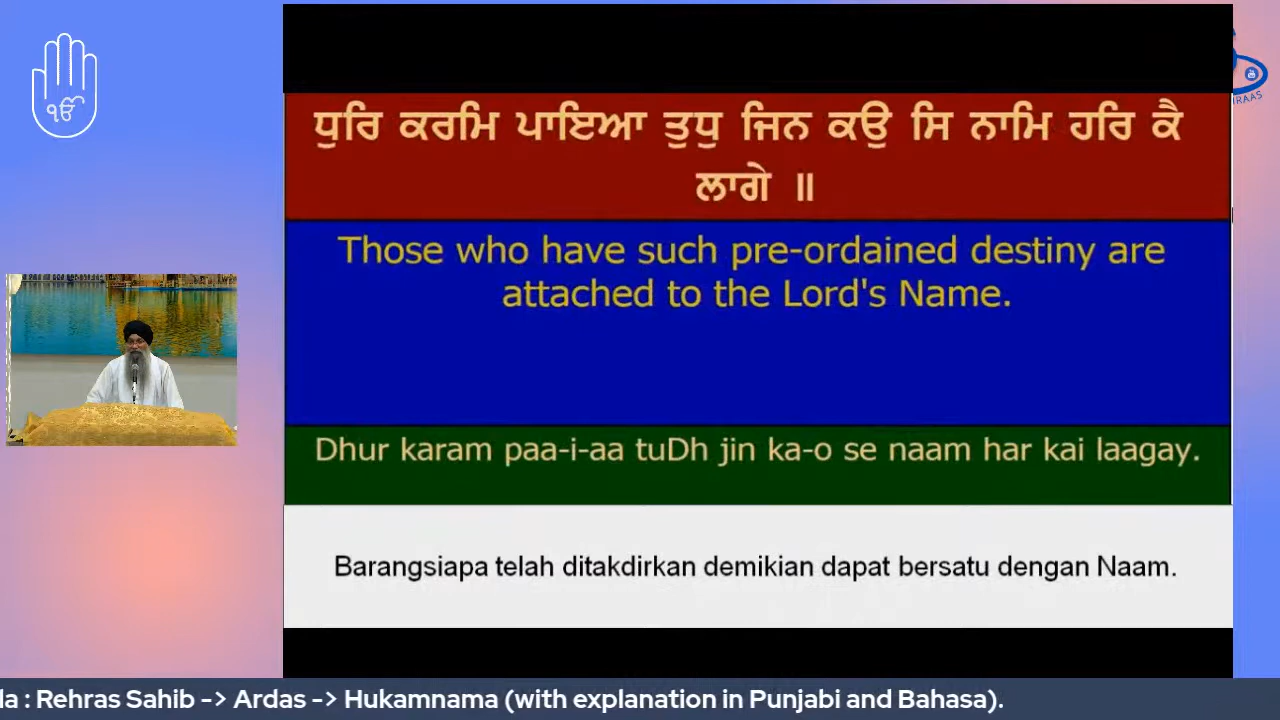 ੴ
RAAS
ਧੁਰਿ ਕਰਮਿ ਪਾਇਆ ਤੁਧੁ ਜਿਨ ਕਉ ਸਿ ਨਾਮਿ ਹਰਿ ਕੈ
ਲਾਗੇ ॥
Those who have such pre-ordained destiny are
attached to the Lord's Name.
Dhur karam paa-i-aa tuDh jin ka-o se naam har kai laagay.
Barangsiapa telah ditakdirkan demikian dapat bersatu dengan Naam.
: Rehras Sahib -> Ardas -> Hukamnama (with explanation in Punjabi and Bahasa).